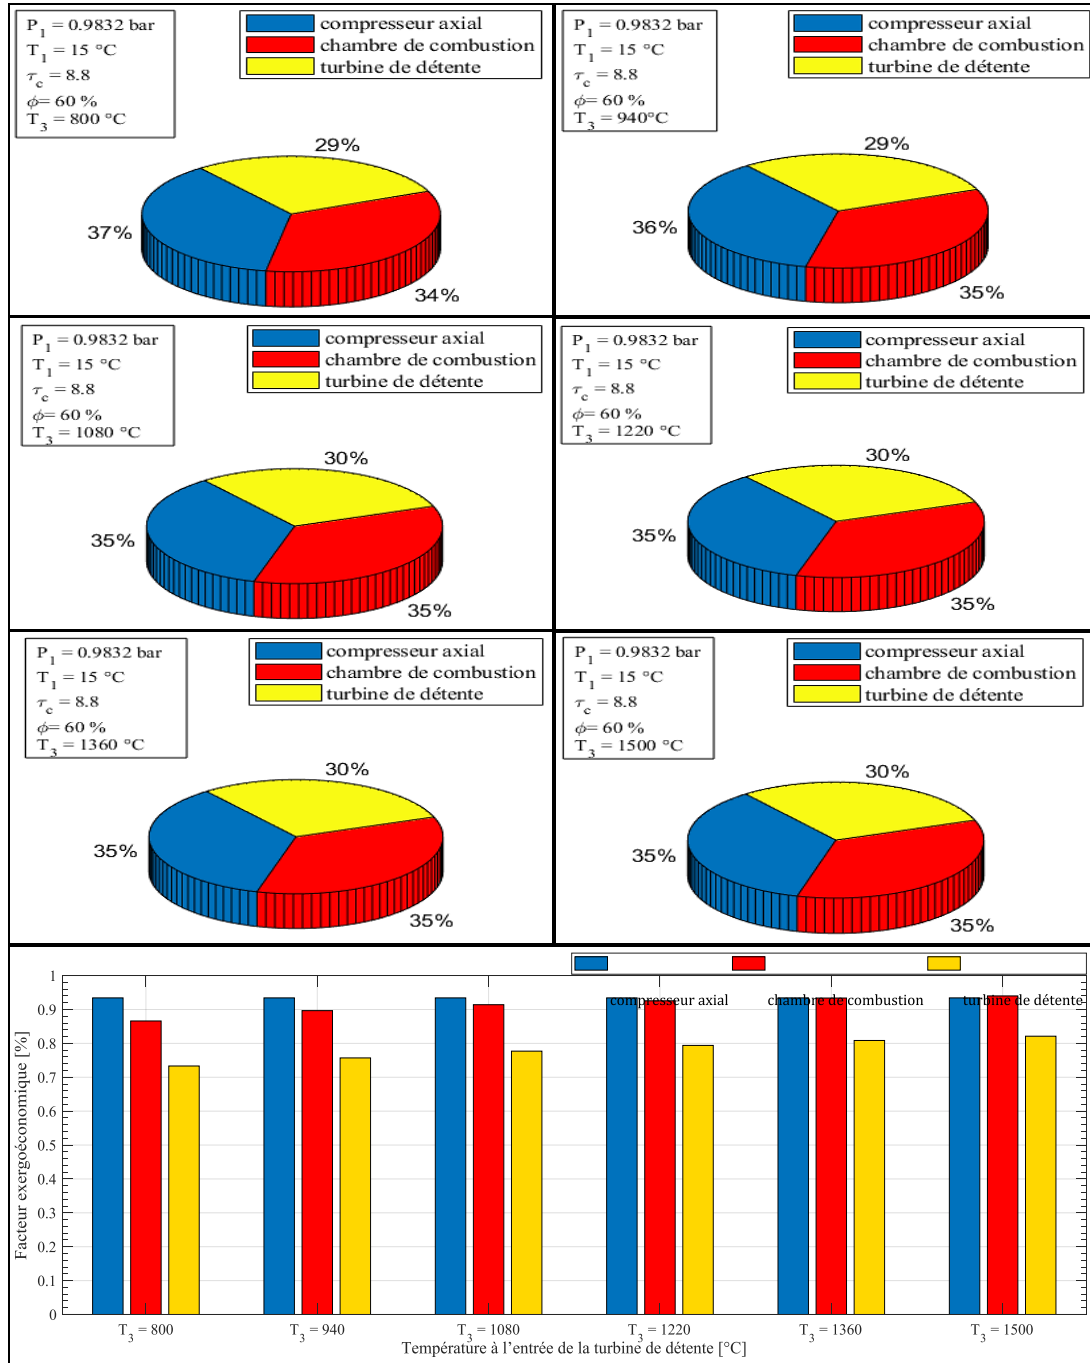 P1 = 0.9832 bar
T1 = 15 °C
τc = 8.8
ϕ= 60 %
T3 = 800 °C
compresseur axial
chambre de combustion
turbine de détente
29%
37%
34%
P1 = 0.9832 bar
T1 = 15 °C
τc = 8.8
ϕ= 60 %
T3 = 940°C
compresseur axial
chambre de combustion
turbine de détente
29%
36%
35%
P1 = 0.9832 bar
T1 = 15 °C
τc = 8.8
ϕ= 60 %
T3 = 1080 °C
compresseur axial
chambre de combustion
turbine de détente
30%
35%
35%
P1 = 0.9832 bar
T1 = 15 °C
τc = 8.8
ϕ= 60 %
T3 = 1220 °C
compresseur axial
chambre de combustion
turbine de détente
30%
35%
35%
P1 = 0.9832 bar
T1 = 15 °C
τc = 8.8
ϕ= 60 %
T3 = 1360 °C
compresseur axial
chambre de combustion
turbine de détente
30%
35%
35%
P1 = 0.9832 bar
T1 = 15 °C
τc = 8.8
ϕ= 60 %
T3 = 1500 °C
compresseur axial
chambre de combustion
turbine de détente
30%
35%
35%
compresseur axial chambre de combustion turbine de détente
Facteur exergoéconomique [%]
1
0.9
0.8
0.7
0.6
0.5
0.4
0.3
0.2
0.1
0
T3 = 800 T3 = 940 T3 = 1080 T3 = 1220 T3 = 1360 T3 = 1500
Température à l’entrée de la turbine de détente [°C]